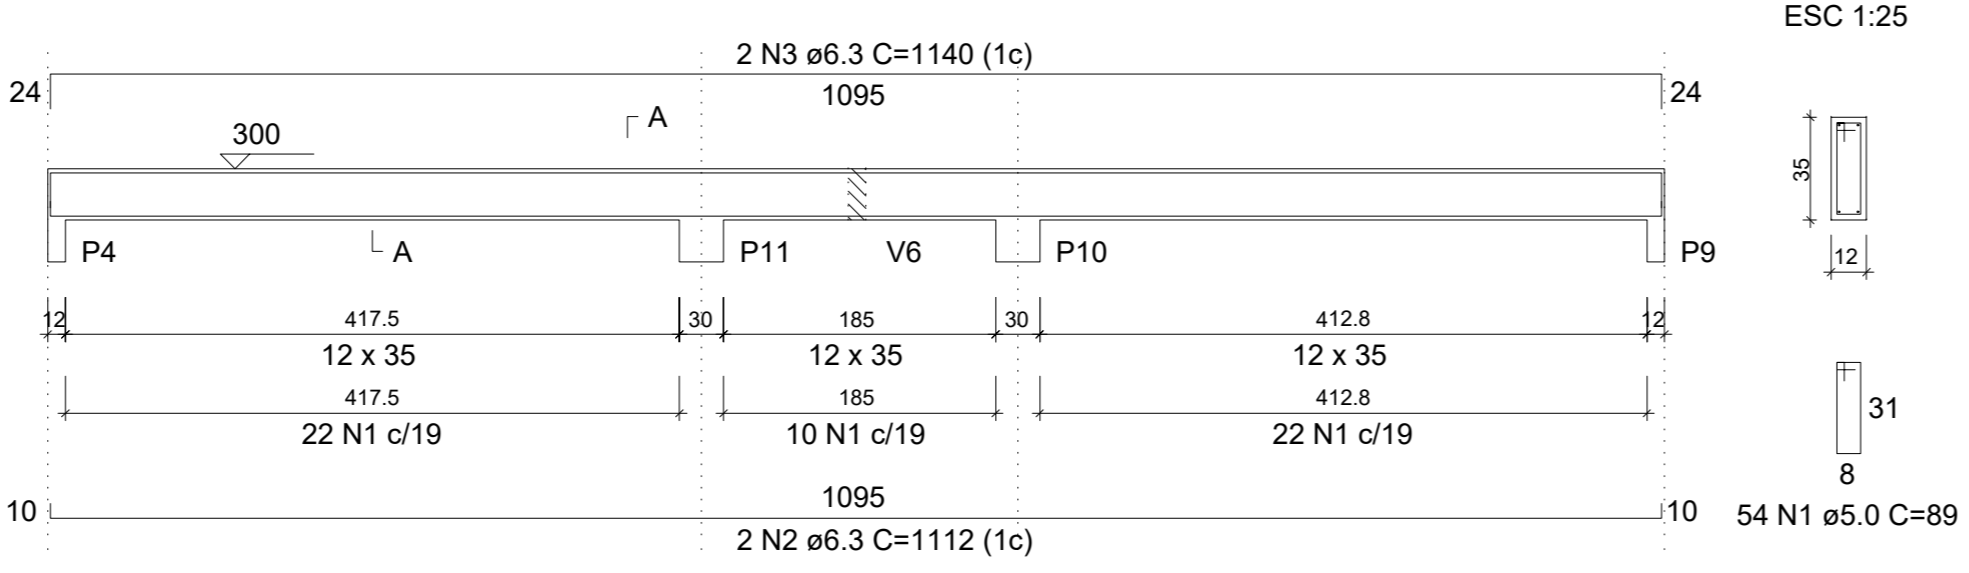 ESC 1:25
2 N3 ø6.3 C=1140 (1c)
24
1095
24
A
300
35
P4
A
P11
V6
P10
P9
12
12
417.5
30
185
30
412.8
12
12 x 35
12 x 35
12 x 35
417.5
185
412.8
22 N1 c/19
10 N1 c/19
22 N1 c/19
31
8
10
1095
10
54 N1 ø5.0 C=89
2 N2 ø6.3 C=1112 (1c)